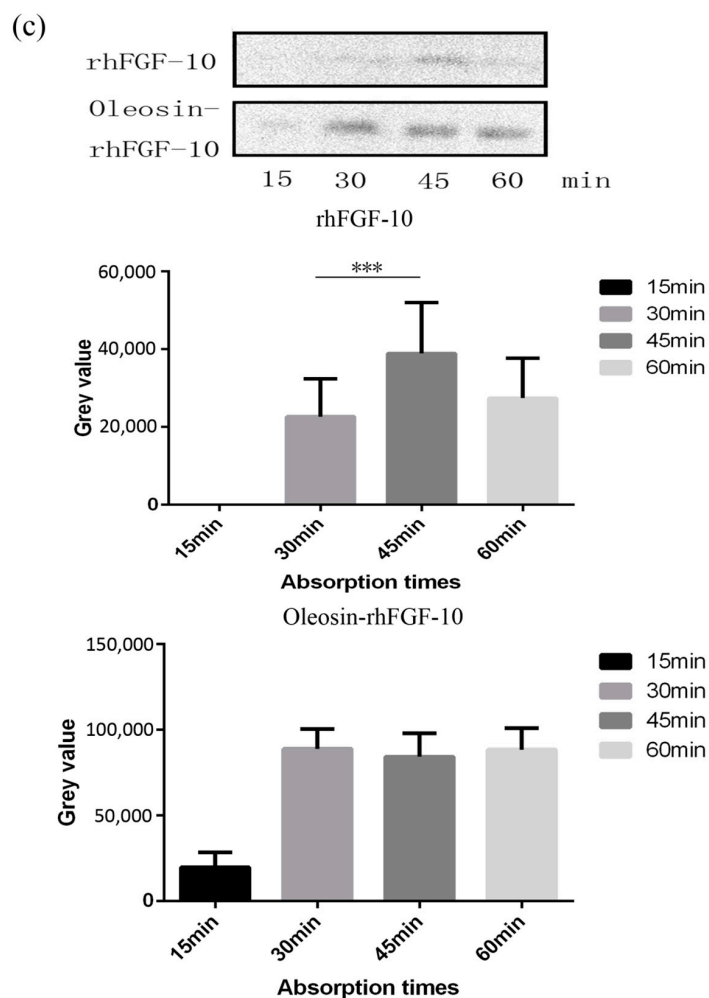 (c)
rhFGF-10
Oleosin-
rhFGF-10
15 30 45 60 min
rhFGF-10
***
60,000
40,000
20,000
0
Grey value
15min
30min
45min
60min
15min 30min 45min 60min
Absorption times
Oleosin-rhFGF-10
150,000
100,000
50,000
0
Grey value
15min
30min
45min
60min
15min 30min 45min 60min
Absorption times